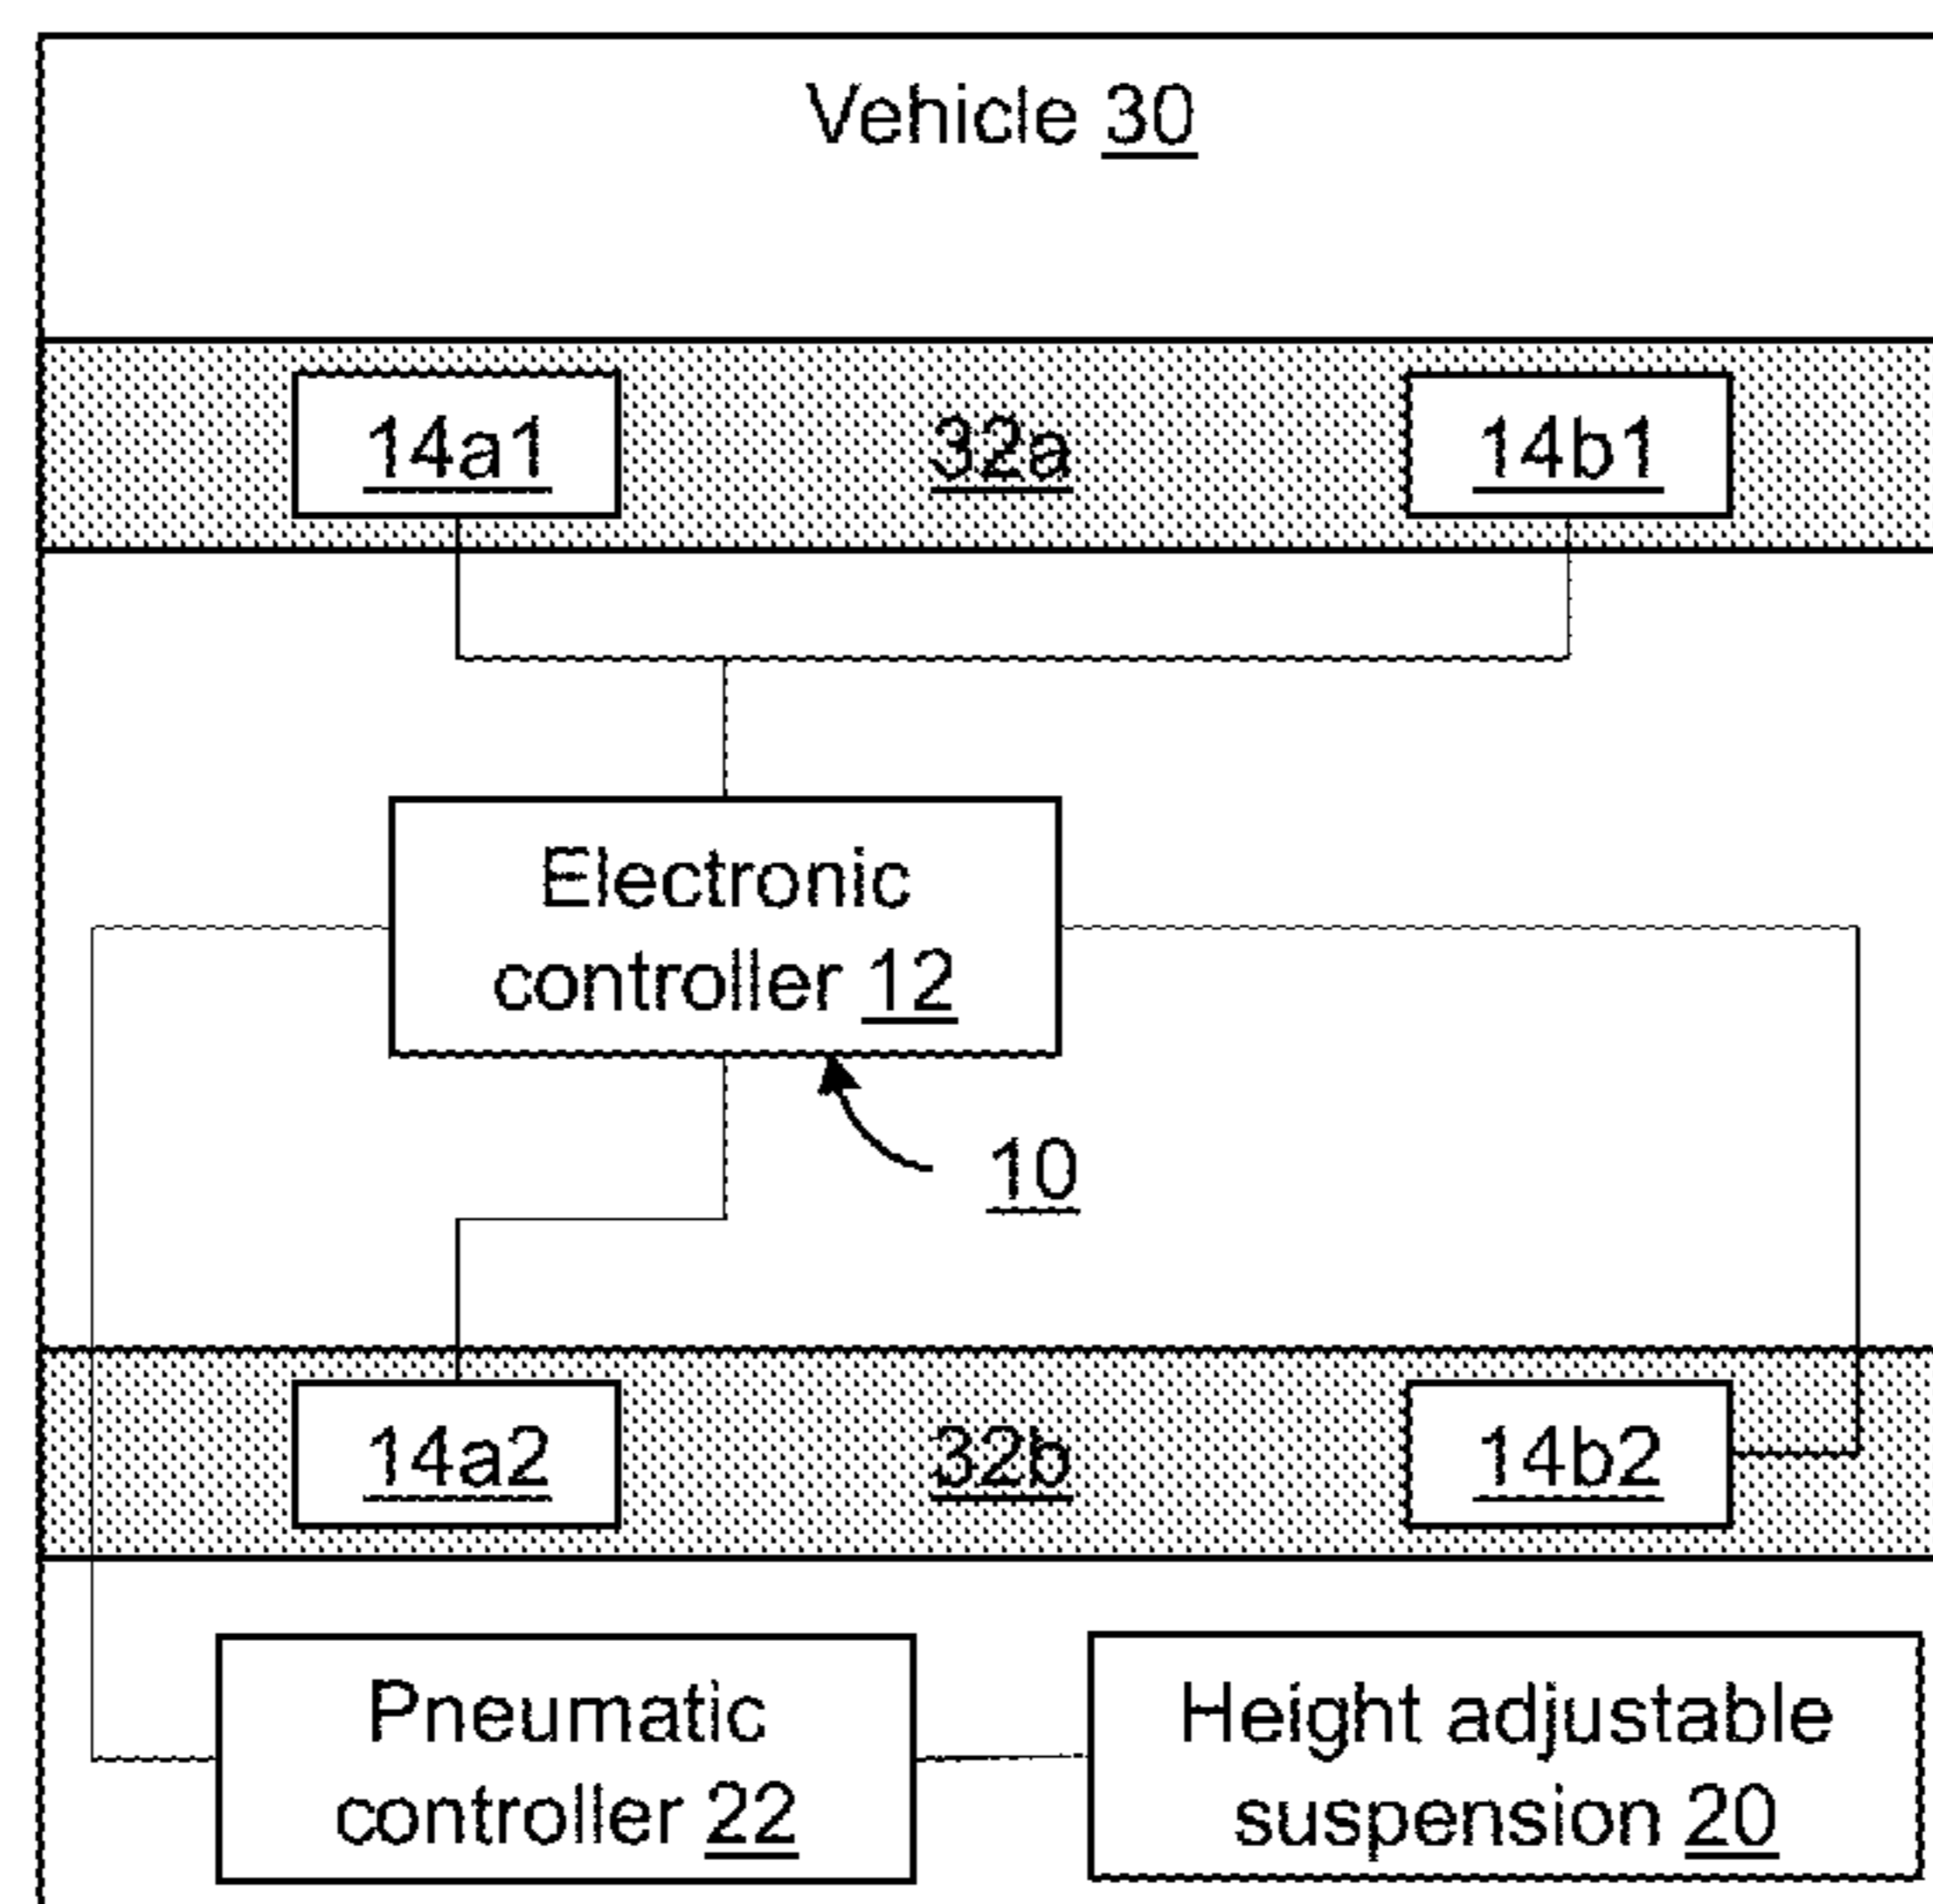 Vehicle 30
14a1 32a 14b1
Electronic
controller 12
10
14a2 32b 14b2
Pneumatic
controller 22
Height adjustable
suspension 20